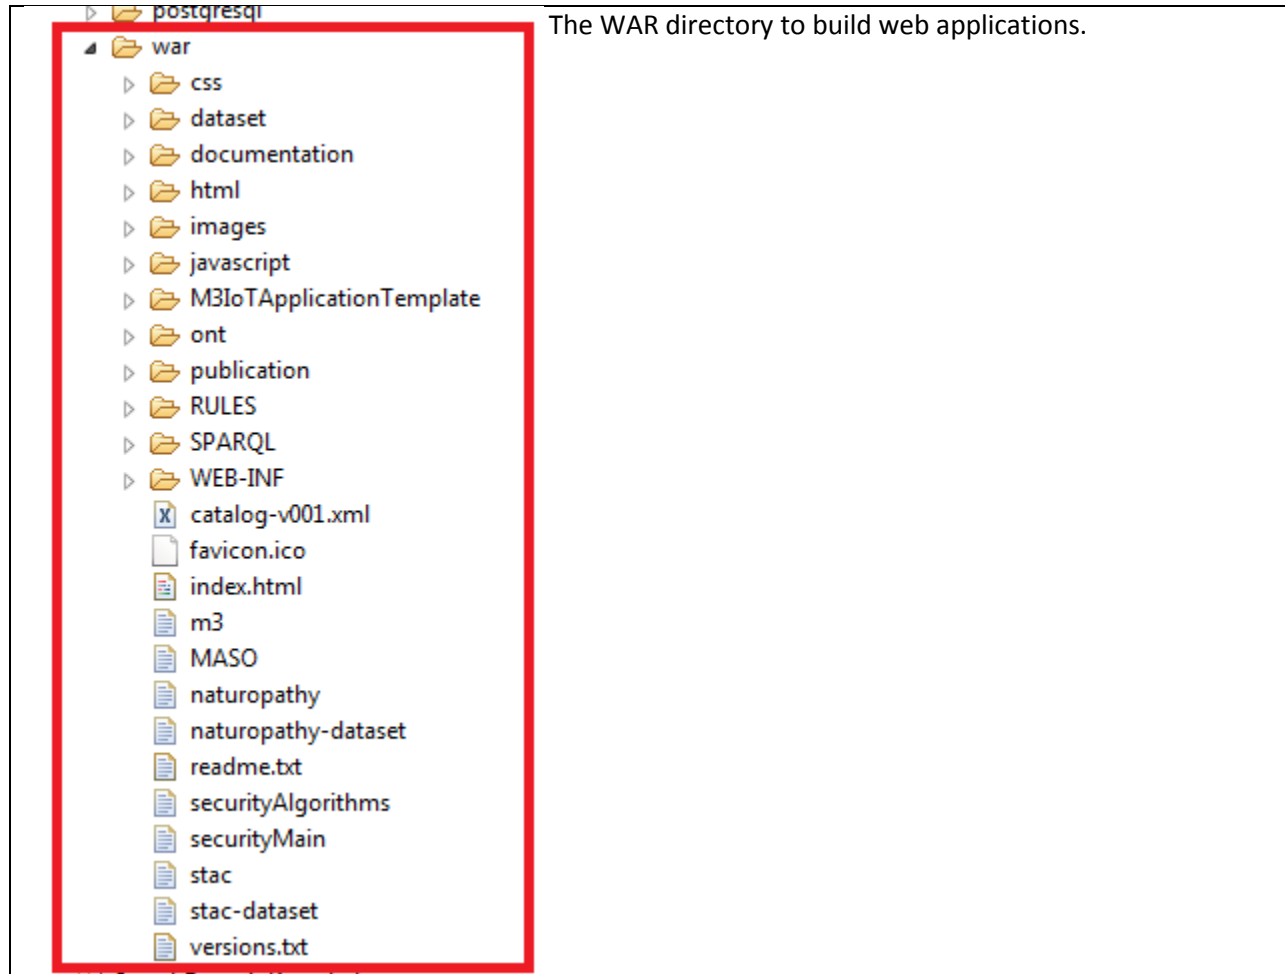 postgresql
The WAR directory to build web applications.
war
css
dataset
documentation
html
images
javascript
M3IoTApplicationTemplate
ont
publication
RULES
SPARQL
WEB-INF
catalog-v001.xml
favicon.ico
index.html
m3
MASO
naturopathy
naturopathy-dataset
readme.txt
securityAlgorithms
securityMain
stac
stac-dataset
versions.txt